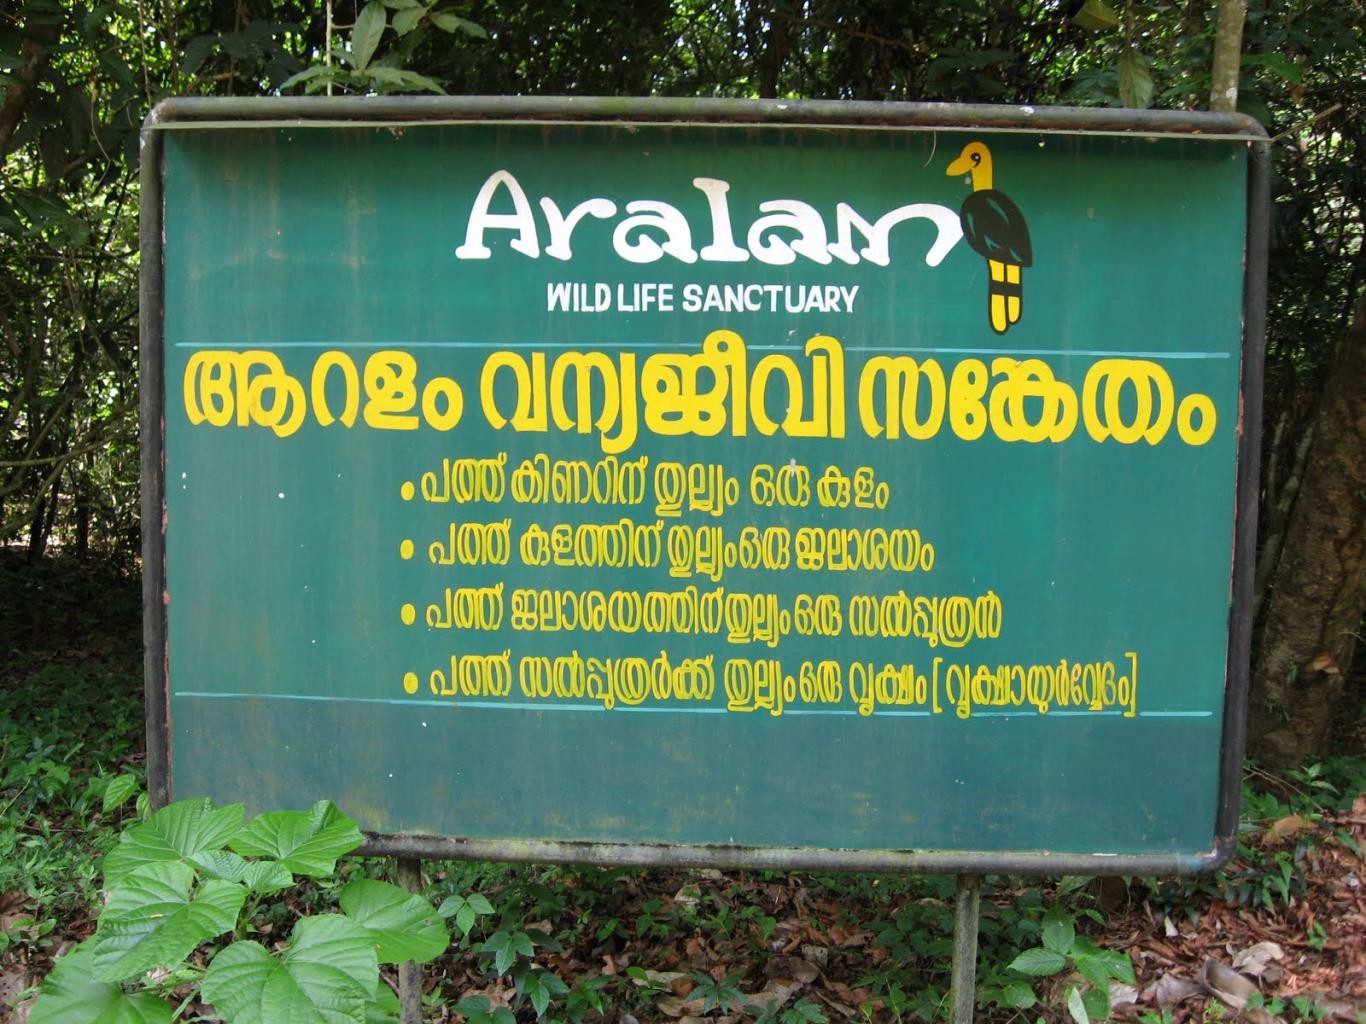 Aralam
WILD LIFE SANCTUARY
ആറളം വന്യജീവി സങ്കേതം
• പത്ത് കിണറിന് തുല്ല്യം ഒരു കുളം
• പത്ത് കുളത്തിന് തുല്ല്യം ഒരു ജലാശയം
• പത്ത് ജലാശയത്തിന് തുല്ല്യം ഒരു സൽപ്പുത്രൻ
• പത്ത് സൽപ്പുത്രർക്ക് തുല്ല്യം ഒരു വൃക്ഷം [വൃക്ഷായുർവ്വേദം]